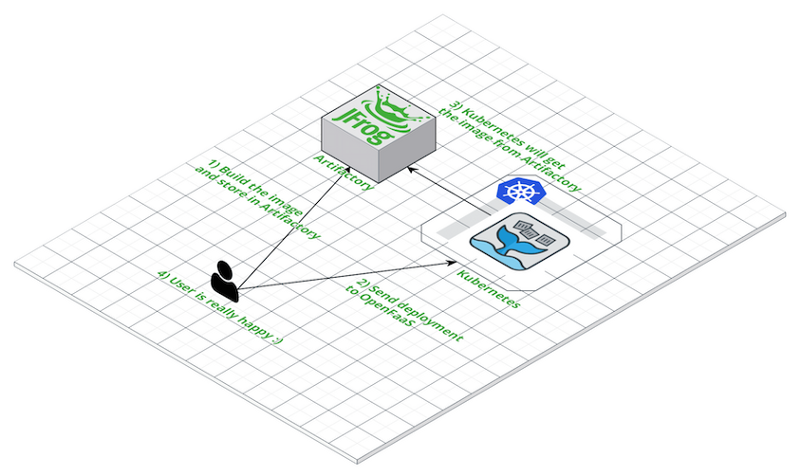 JFrog
Artifactory
1) Build the image
and store in Artifactory
3) Kubernetes will get
the image from Artifactory
Kubernetes
2) Send deployment
to OpenFaaS
4) User is really happy :)